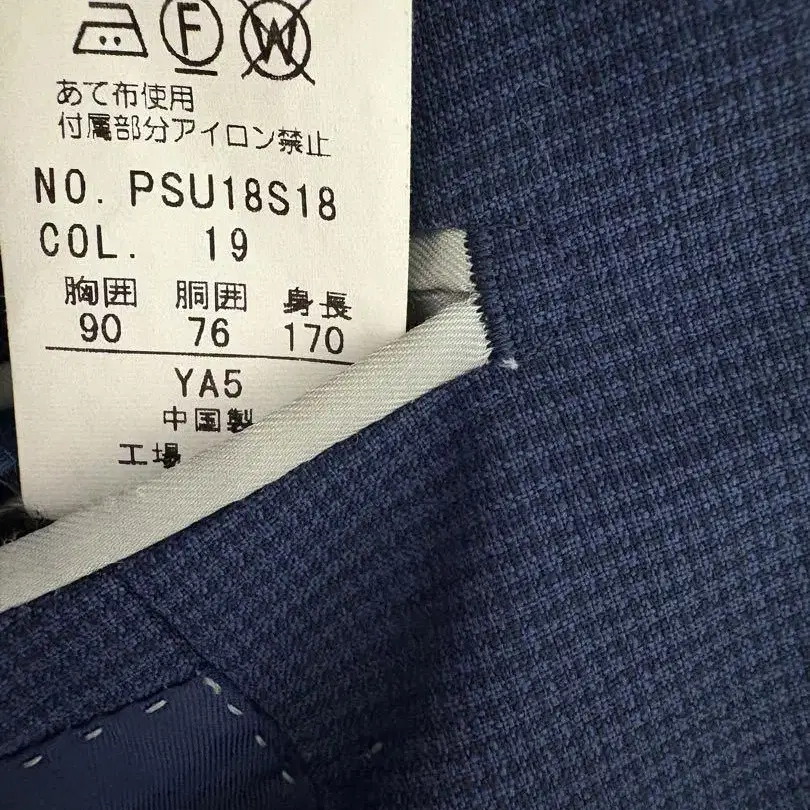 F W
あて布使用
付属部分アイロン禁止
NO. PSU18S18
COL. 19
胸囲 胴囲 身長
90 76 170
YA5
中国製
工場